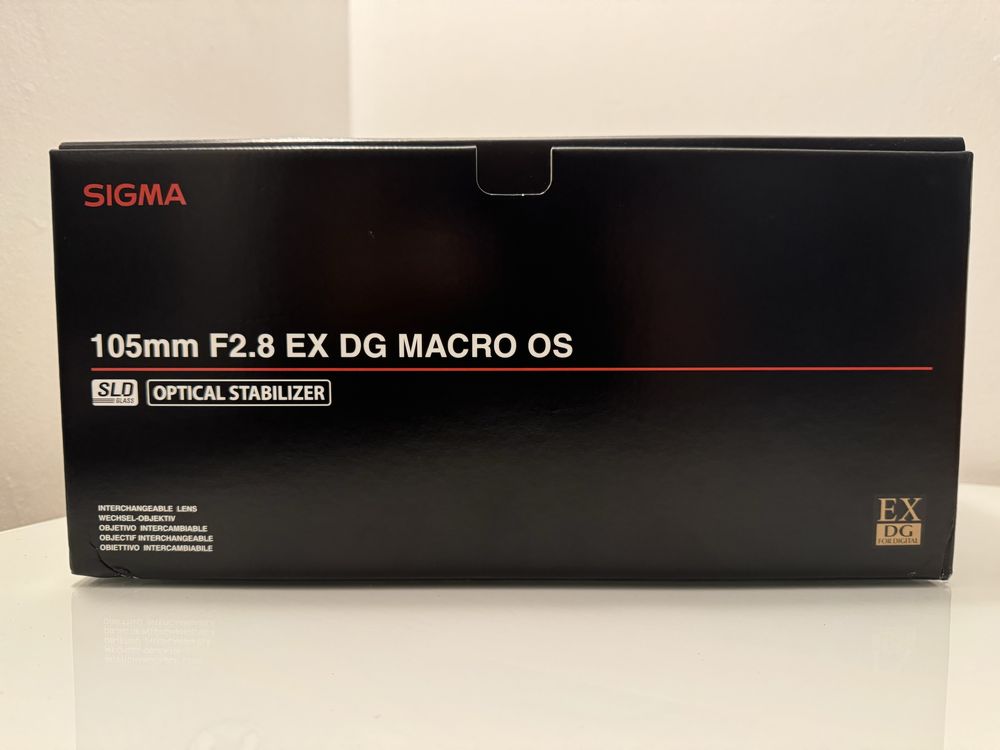 SIGMA
105mm F2.8 EX DG MACRO OS
SLD GLASS
OPTICAL STABILIZER
INTERCHANGEABLE LENS
WECHSEL-OBJEKTIV
OBJETIVO INTERCAMBIABLE
OBJECTIF INTERCHANGEABLE
OBIETTIVO INTERCAMBIABILE
EX
DG
FOR DIGITAL